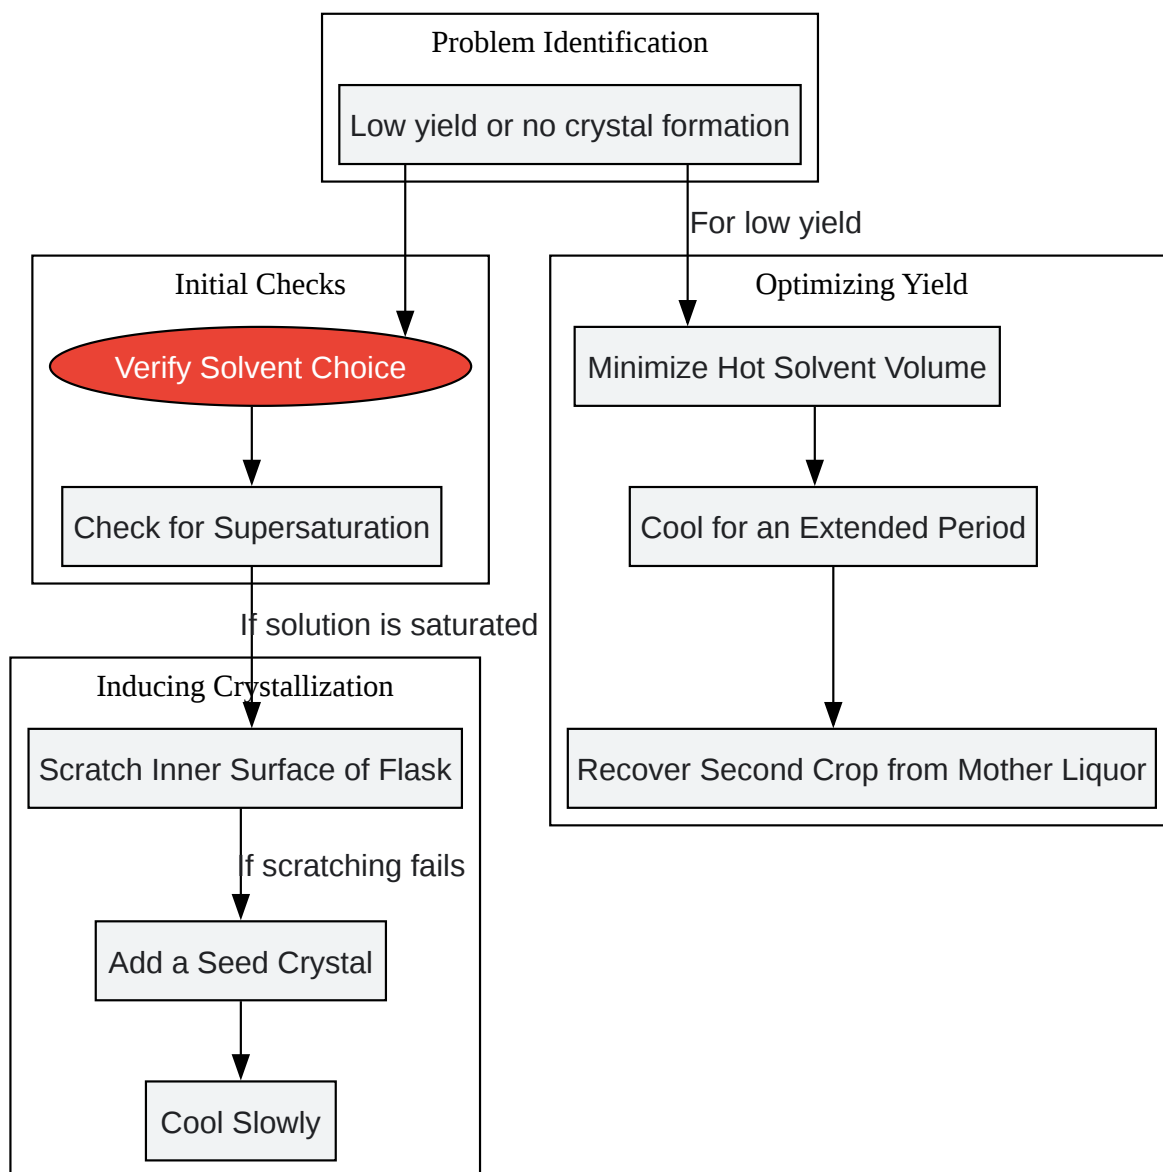 Problem Identification
Low yield or no crystal formation
For low yield
Initial Checks
Optimizing Yield
Verify Solvent Choice
Minimize Hot Solvent Volume
Check for Supersaturation
Cool for an Extended Period
If solution is saturated
Inducing Crystallization
Scratch Inner Surface of Flask
Recover Second Crop from Mother Liquor
If scratching fails
Add a Seed Crystal
Cool Slowly